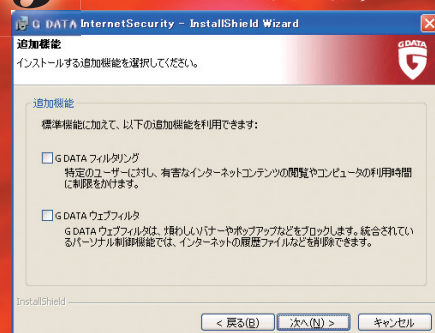 G DATA InternetSecurity - InstallShield Wizard
追加機能
インストールする追加機能を選択してください。
G DATA
追加機能
標準機能に加えて、以下の追加機能を利用できます:
G DATA フィルタリング
特定のユーザーに対し、有害なインターネットコンテンツの閲覧やコンピュータの利用時間
に制限をかけます。
G DATA ウェブフィルタ
G DATA ウェブフィルタは、煩わしいバナーやポップアップなどをブロックします。統合されてい
るパーソナル制御機能では、インターネットの履歴ファイルなどを削除できます。
InstallShield
< 戻る(B)
次へ(N) >
キャンセル